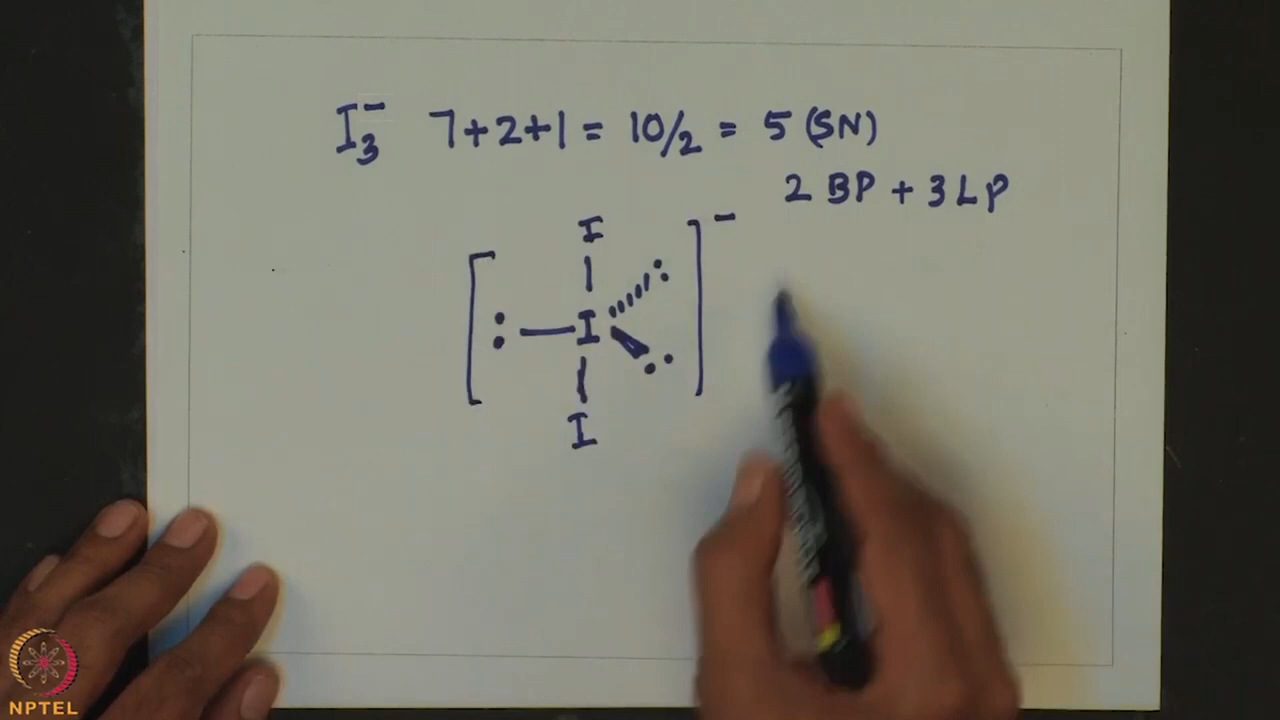 I₃⁻ 7+2+1 = 10/2 = 5 (SN)
2 BP + 3 LP
I
[ : — I : : ]⁻
I
NPTEL